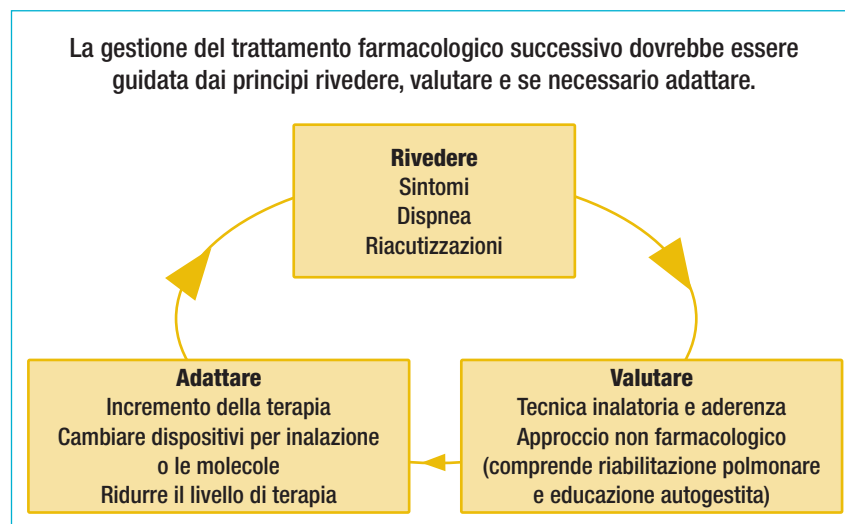 La gestione del trattamento farmacologico successivo dovrebbe essere
guidata dai principi rivedere, valutare e se necessario adattare.
Rivedere
Sintomi
Dispnea
Riacutizzazioni
Adattare
Incremento della terapia
Cambiare dispositivi per inalazione
o le molecole
Ridurre il livello di terapia
Valutare
Tecnica inalatoria e aderenza
Approccio non farmacologico
(comprende riabilitazione polmonare
e educazione autogestita)